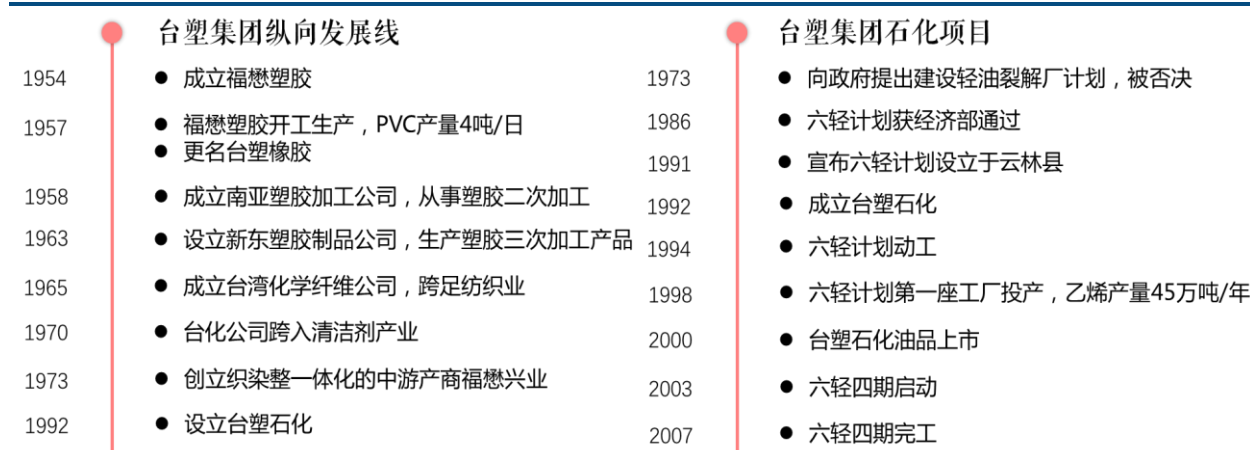 台塑集团纵向发展线
1954
● 成立福懋塑胶
1957
● 福懋塑胶开工生产，PVC产量4吨/日
● 更名台塑橡胶
1958
● 成立南亚塑胶加工公司，从事塑胶二次加工
1963
● 设立新东塑胶制品公司，生产塑胶三次加工产品
1965
● 成立台湾化学纤维公司，跨足纺织业
1970
● 台化公司跨入清洁剂产业
1973
● 创立织染整一体化的中游产商福懋兴业
1992
● 设立台塑石化
台塑集团石化项目
1973
● 向政府提出建设轻油裂解厂计划，被否决
1986
● 六轻计划获经济部通过
1991
● 宣布六轻计划设立于云林县
1992
● 成立台塑石化
1994
● 六轻计划动工
1998
● 六轻计划第一座工厂投产，乙烯产量45万吨/年
2000
● 台塑石化油品上市
2003
● 六轻四期启动
2007
● 六轻四期完工